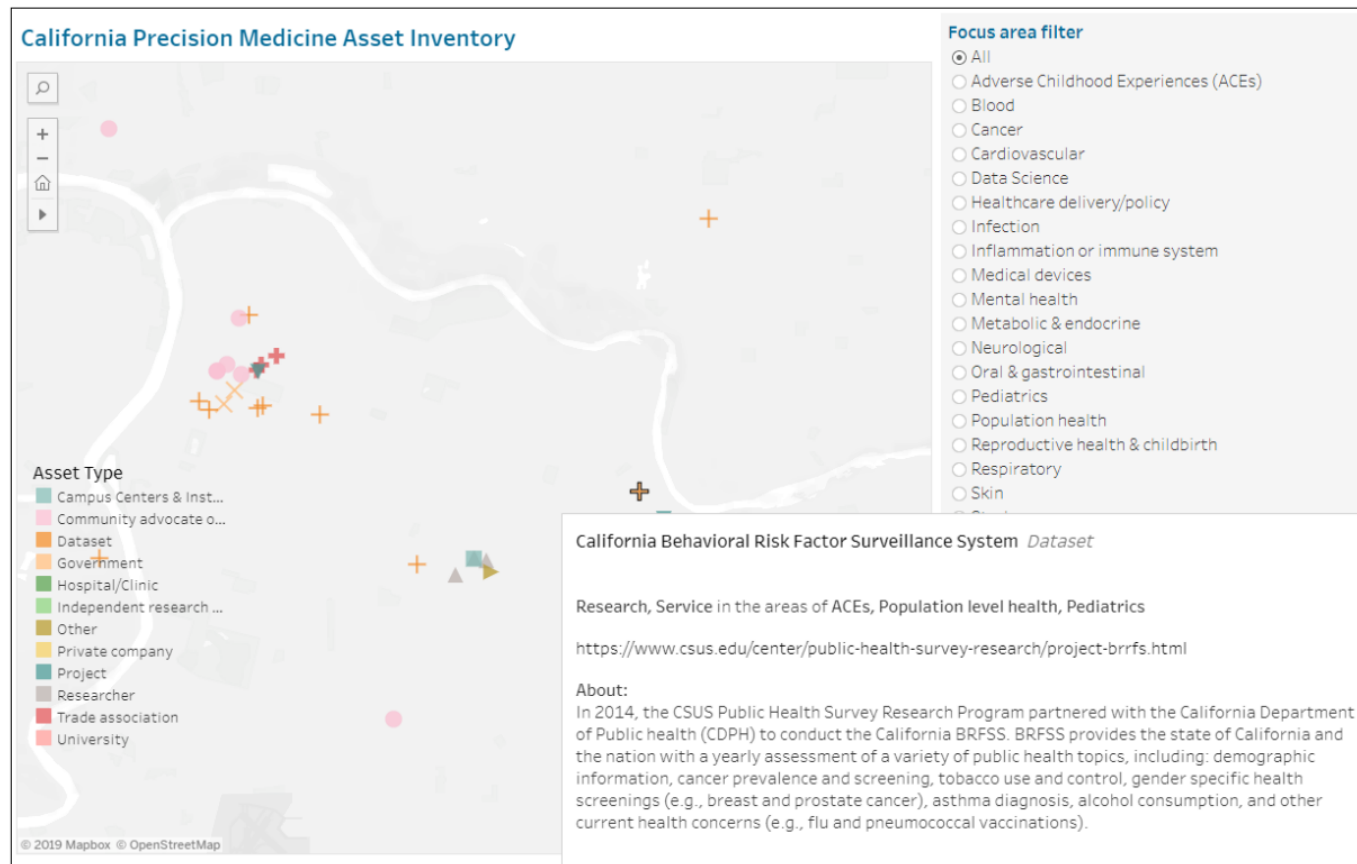 California Precision Medicine Asset Inventory
Focus area filter
All
Adverse Childhood Experiences (ACEs)
Blood
Cancer
Cardiovascular
Data Science
Healthcare delivery/policy
Infection
Inflammation or immune system
Medical devices
Mental health
Metabolic & endocrine
Neurological
Oral & gastrointestinal
Pediatrics
Population health
Reproductive health & childbirth
Respiratory
Skin
Asset Type
Campus Centers & Inst...
Community advocate o...
Dataset
Government
Hospital/Clinic
Independent research ...
Other
Private company
Project
Researcher
Trade association
University
© 2019 Mapbox © OpenStreetMap
California Behavioral Risk Factor Surveillance System Dataset
Research, Service in the areas of ACEs, Population level health, Pediatrics
https://www.csus.edu/center/public-health-survey-research/project-brrfs.html
About:
In 2014, the CSUS Public Health Survey Research Program partnered with the California Department
of Public health (CDPH) to conduct the California BRFSS. BRFSS provides the state of California and
the nation with a yearly assessment of a variety of public health topics, including: demographic
information, cancer prevalence and screening, tobacco use and control, gender specific health
screenings (e.g., breast and prostate cancer), asthma diagnosis, alcohol consumption, and other
current health concerns (e.g., flu and pneumococcal vaccinations).